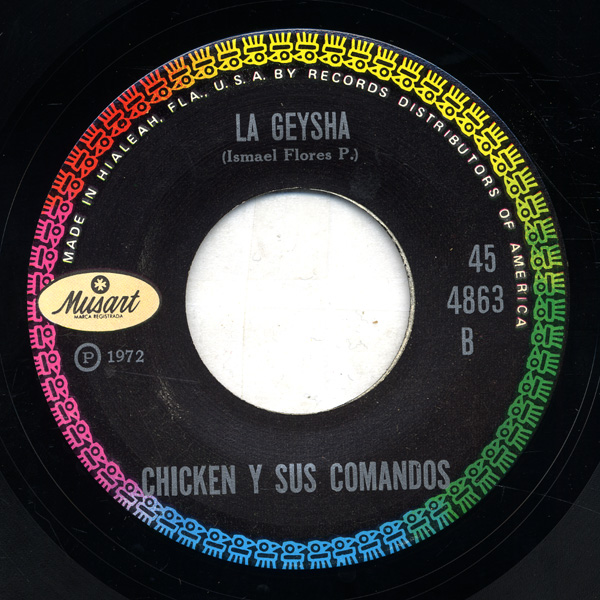 MADE IN HIALEAH, FLA., U.S.A. BY RECORDS DISTRIBUTORS OF AMERICA
LA GEYSHA
(Ismael Flores P.)
45
4863
B
Musart
MARCA REGISTRADA
P 1972
CHICKEN Y SUS COMANDOS